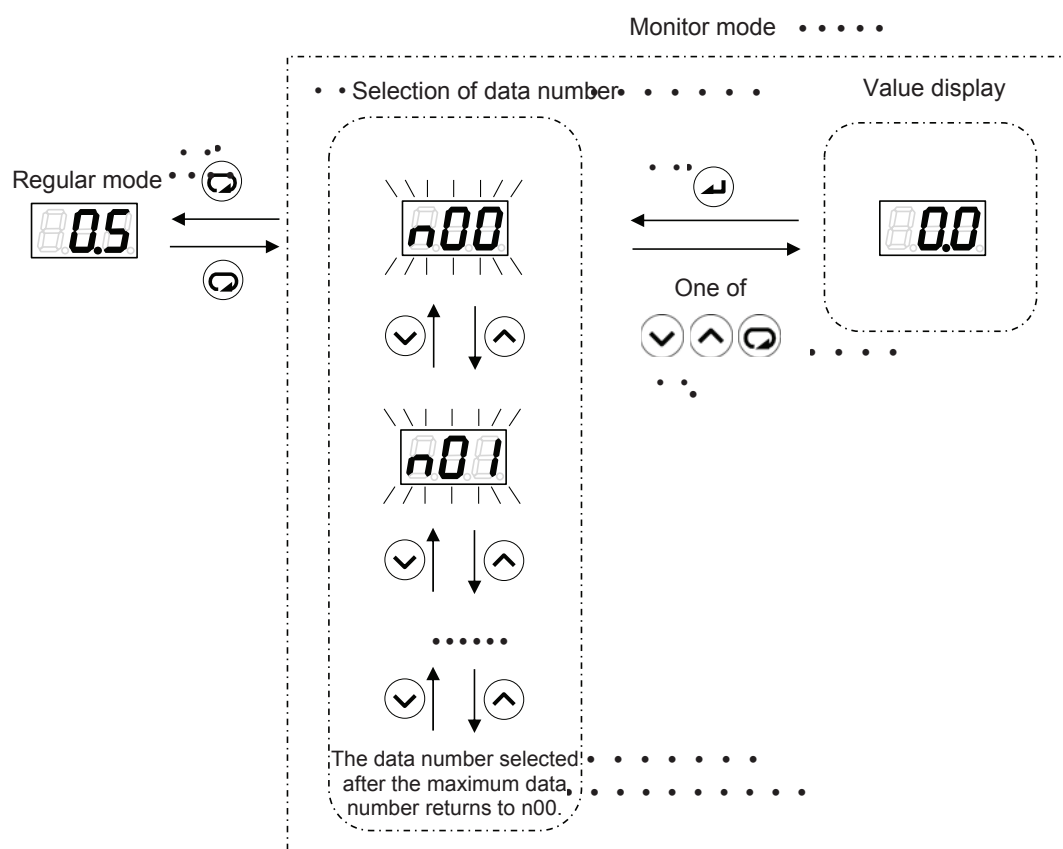 Monitor mode
Selection of data number
Value display
Regular mode
0.5
n00
0.0
One of
n01
The data number selected
after the maximum data
number returns to n00.